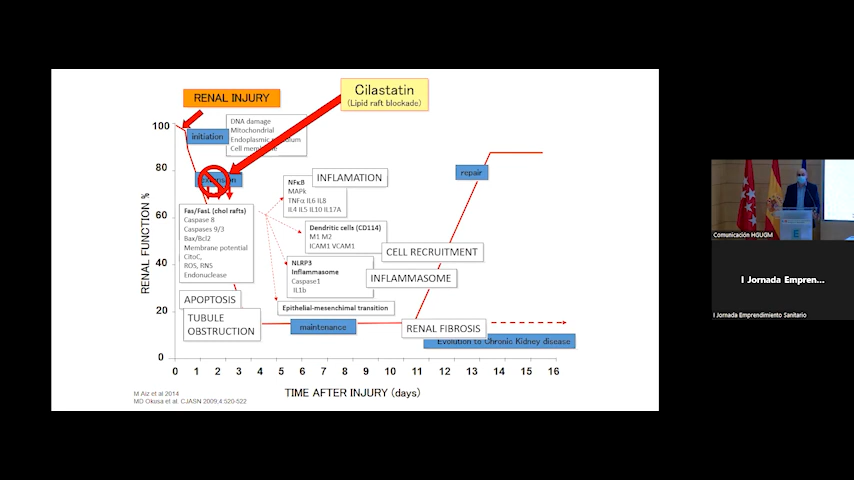 RENAL INJURY
Cilastatin
(Lipid raft blockade)
initiation
DNA damage
Mitochondrial
Endoplasmic
Cell
RENAL FUNCTION %
100
80
60
40
20
0
NFκB
MAPk
TNFα IL6 IL8
IL4 IL5 IL10 IL17A
INFLAMATION
repair
Fas/FasL (chol rafts)
Caspase 8
Caspases 9/3
Bax/Bcl2
Membrane potential
CitoC,
ROS, RNS
Endonuclease
Dendritic cells (CD114)
M1 M2
ICAM1 VCAM1
CELL RECRUITMENT
NLRP3
Inflammasome
Caspase1
IL1b
INFLAMMASOME
APOPTOSIS
TUBULE
OBSTRUCTION
Epithelial-mesenchimal transition
maintenance
RENAL FIBROSIS
Evolution to Chronic Kidney disease
0 1 2 3 4 5 6 7 8 9 10 11 12 13 14 15 16
TIME AFTER INJURY (days)
M Aiz et al 2014
MD Okusa et al. CJASN 2009;4:520-522
Comunicación HGUGM
I Jornada Empren...
I Jornada Emprendimiento Sanitario